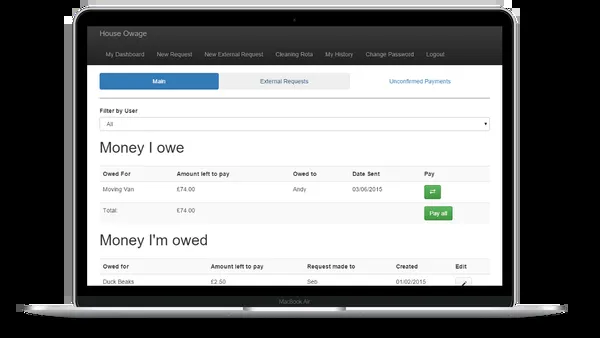 House Owage
My Dashboard New Request New External Request Cleaning Rota My History Change Password Logout
Main External Requests Unconfirmed Payments
Filter by User
All
Money I owe
Owed For Amount left to pay Owed to Date Sent Pay
Moving Van £74.00 Andy 03/06/2015
Total: £74.00 Pay all
Money I'm owed
Owed for Amount left to pay Request made to Created Edit
Duck Beaks £2.50 Sep 01/02/2015
MacBook Air